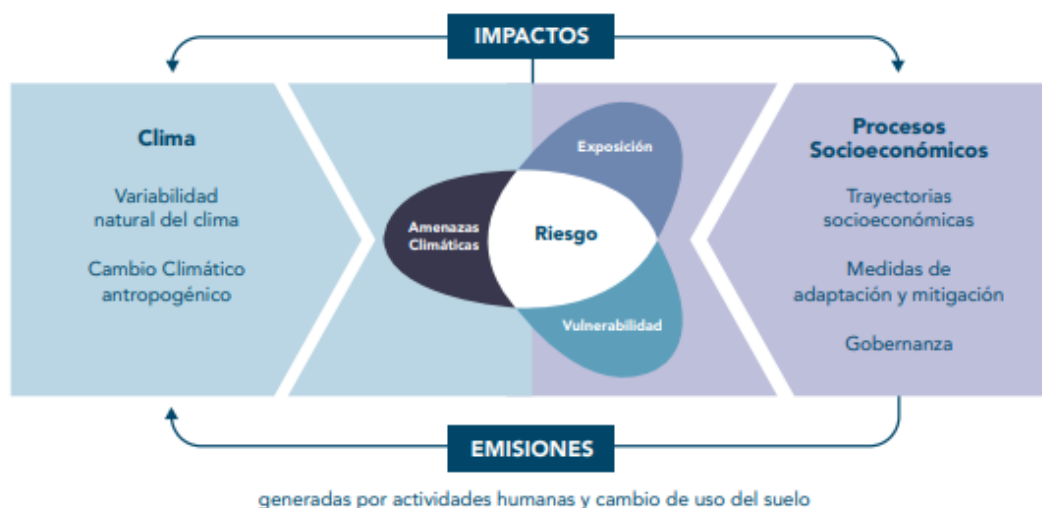 IMPACTOS
Clima
Variabilidad
natural del clima
Cambio Climático
antropogénico
Amenazas
Climáticas
Exposición
Riesgo
Vulnerabilidad
Procesos
Socioeconómicos
Trayectorias
socioeconómicas
Medidas de
adaptación y mitigación
Gobernanza
EMISIONES
generadas por actividades humanas y cambio de uso del suelo